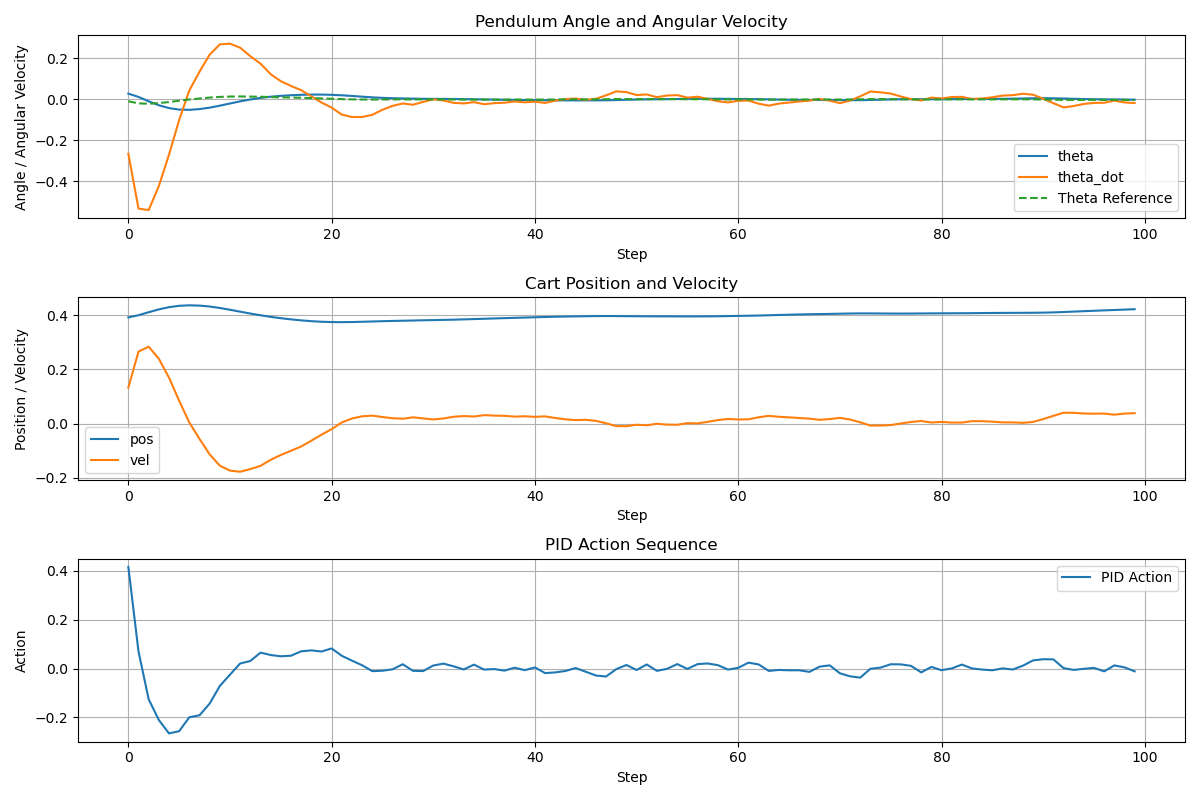 Pendulum Angle and Angular Velocity
Angle / Angular Velocity
0.2
0.0
−0.2
−0.4
theta
theta_dot
Theta Reference
0 20 40 60 80 100
Step
Cart Position and Velocity
Position / Velocity
0.4
0.2
0.0
−0.2
pos
vel
0 20 40 60 80 100
Step
PID Action Sequence
Action
0.4
0.2
0.0
−0.2
PID Action
0 20 40 60 80 100
Step